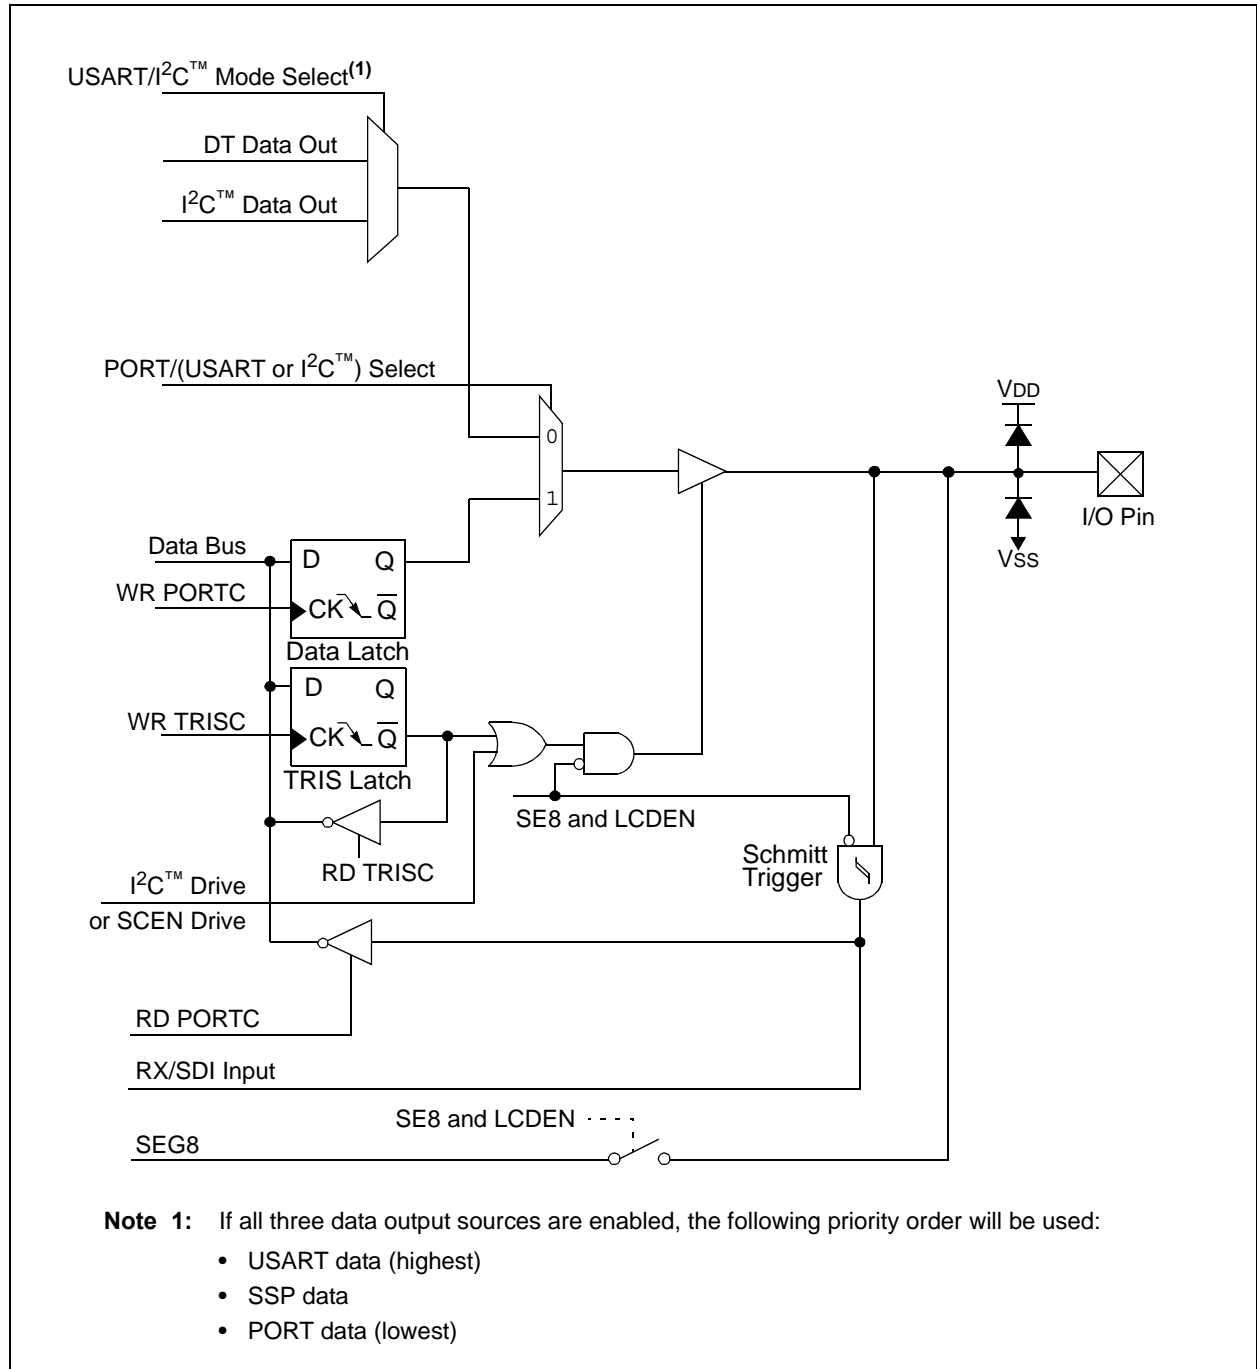 USART/I2C™ Mode Select(1)
DT Data Out
I2C™ Data Out
PORT/(USART or I2C™) Select
0
1
VDD
I/O Pin
VSS
Data Bus
D Q
WR PORTC
CK Q̅
Data Latch
D Q
WR TRISC
CK Q̅
TRIS Latch
SE8 and LCDEN
RD TRISC
Schmitt
Trigger
I2C™ Drive
or SCEN Drive
RD PORTC
RX/SDI Input
SE8 and LCDEN
SEG8
Note 1: If all three data output sources are enabled, the following priority order will be used:
• USART data (highest)
• SSP data
• PORT data (lowest)